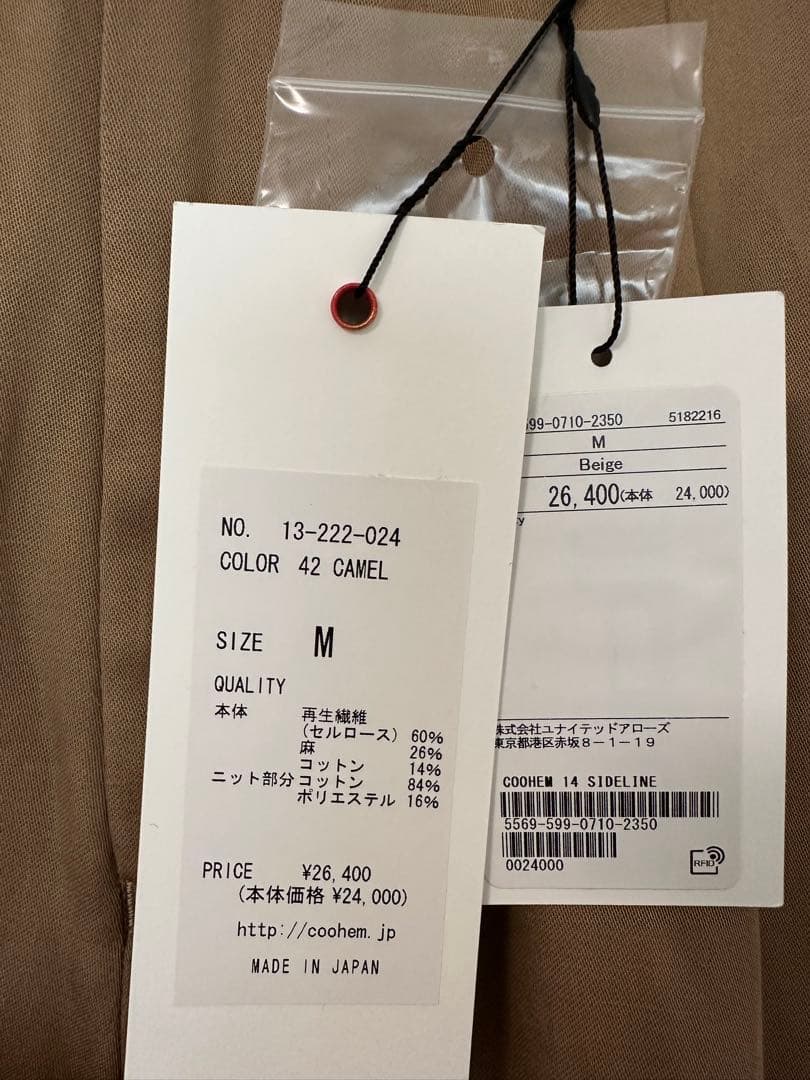 NO. 13-222-024
COLOR 42 CAMEL
SIZE M
QUALITY
本体 再生繊維
(セルロース) 60%
麻 26%
コットン 14%
ニット部分 コットン 84%
ポリエステル 16%
PRICE ¥26,400
(本体価格 ¥24,000)
http://coohem.jp
MADE IN JAPAN
599-0710-2350 5182216
M
Beige
26,400(本体 24,000)
株式会社ユナイテッドアローズ
東京都港区赤坂8-1-19
COOHEM 14 SIDELINE
5569-599-0710-2350
0024000
RFID